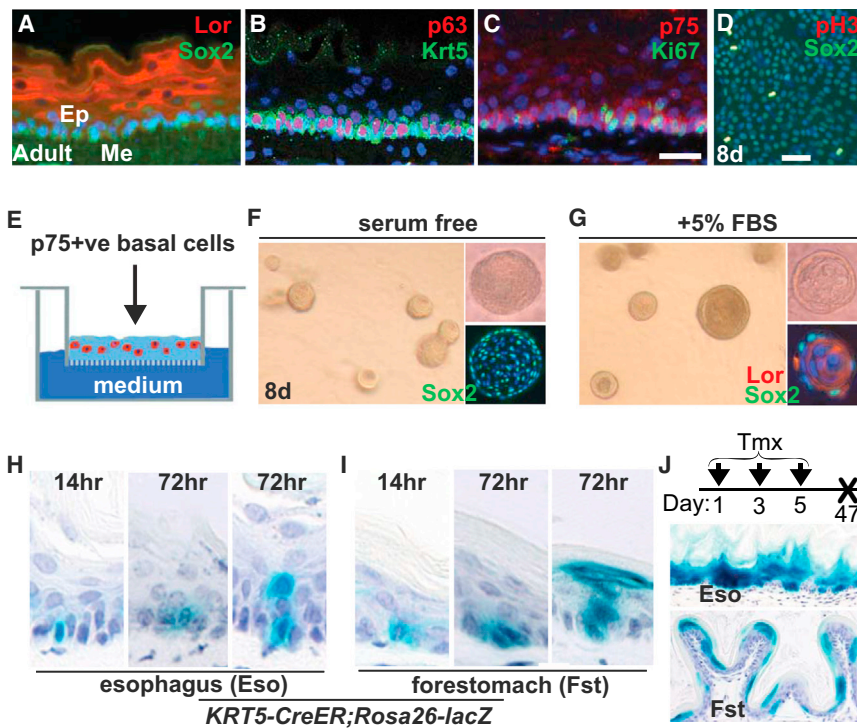 A
Lor
Sox2
Ep
Adult
Me
B
p63
Krt5
C
p75
Ki67
D
pH3
Sox2
8d
E
p75+ve basal cells
medium
F
serum free
8d
Sox2
G
+5% FBS
Lor
Sox2
H
14hr
72hr
72hr
esophagus (Eso)
I
14hr
72hr
72hr
forestomach (Fst)
KRT5-CreER;Rosa26-lacZ
J
Tmx
Day:1
3
5
47
Eso
Fst